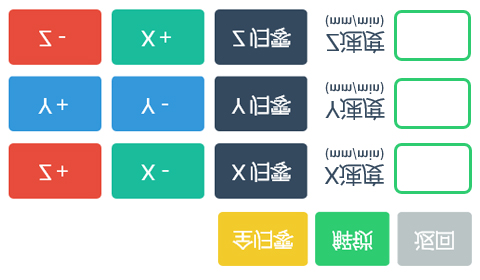 全归零 解锁 返回
Z + X - X归零 X速度
(mm/min)
Y + Y - Y归零 Y速度
(mm/min)
Z - X + Z归零 Z速度
(mm/min)